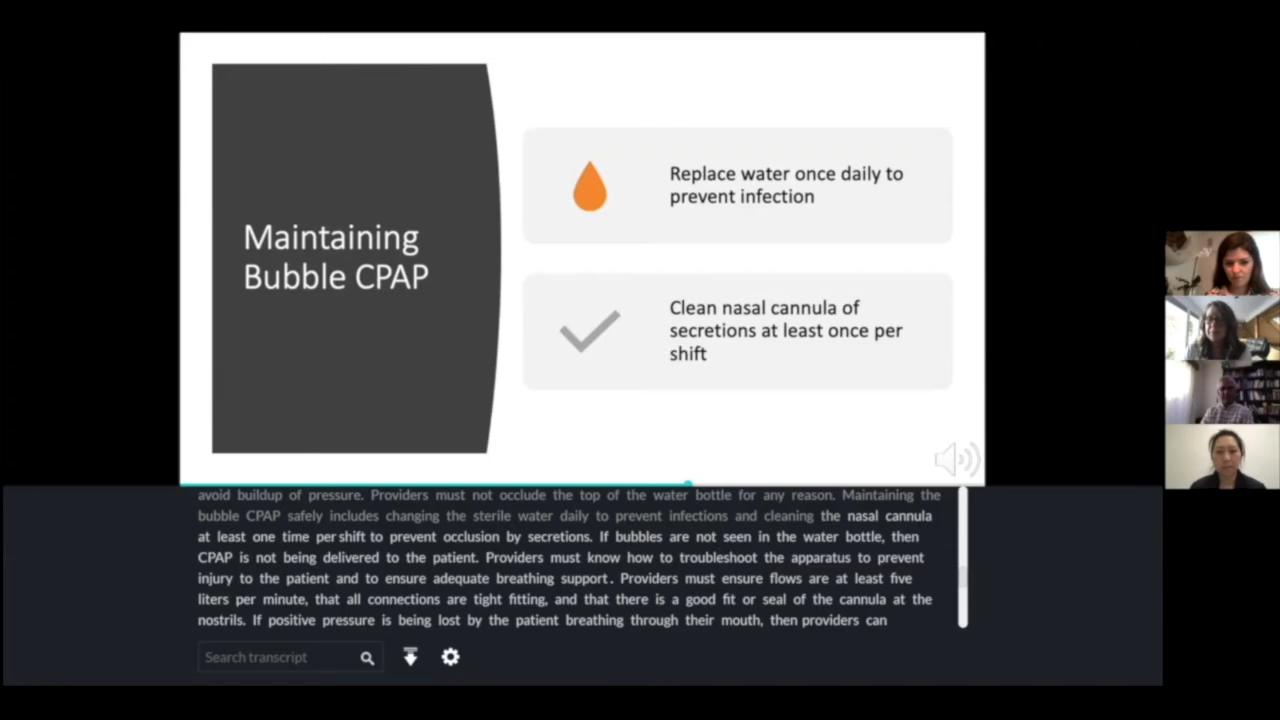 Maintaining
Bubble CPAP
Replace water once daily to
prevent infection
Clean nasal cannula of
secretions at least once per
shift
avoid buildup of pressure. Providers must not occlude the top of the water bottle for any reason. Maintaining the
bubble CPAP safely includes changing the sterile water daily to prevent infections and cleaning the nasal cannula
at least one time per shift to prevent occlusion by secretions. If bubbles are not seen in the water bottle, then
CPAP is not being delivered to the patient. Providers must know how to troubleshoot the apparatus to prevent
injury to the patient and to ensure adequate breathing support. Providers must ensure flows are at least five
liters per minute, that all connections are tight fitting, and that there is a good fit or seal of the cannula at the
nostrils. If positive pressure is being lost by the patient breathing through their mouth, then providers can
Search transcript